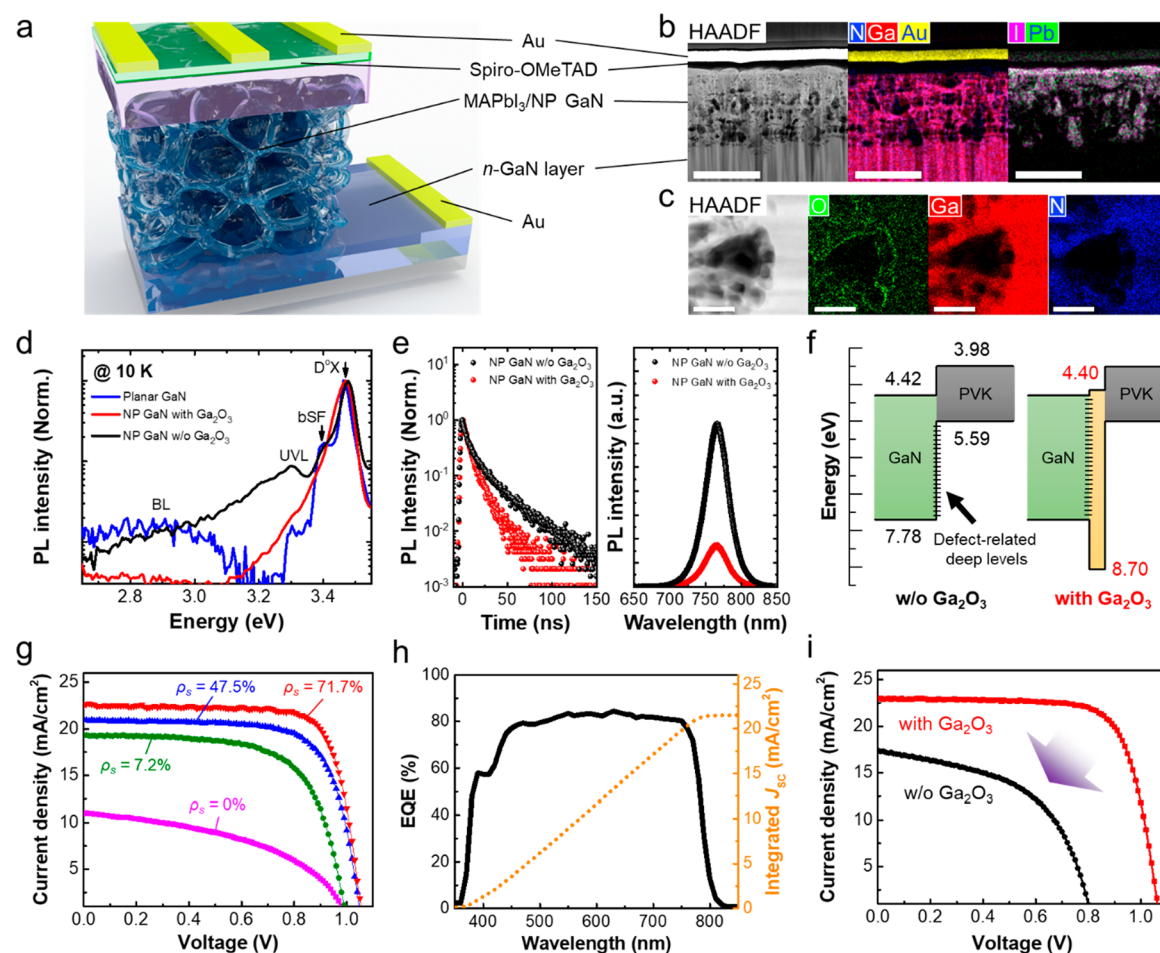 a
Au
Spiro-OMeTAD
MAPbI₃/NP GaN
n-GaN layer
Au
b
HAADF
N Ga Au
I Pb
c
HAADF
O
Ga
N
d
@ 10 K
D°X
bSF
UVL
BL
Planar GaN
NP GaN with Ga₂O₃
NP GaN w/o Ga₂O₃
PL intensity (Norm.)
2.8 3.0 3.2 3.4
Energy (eV)
e
NP GaN w/o Ga₂O₃
NP GaN with Ga₂O₃
PL intensity (Norm.)
10¹
10⁰
10⁻¹
10⁻²
10⁻³
0 50 100 150
Time (ns)
NP GaN w/o Ga₂O₃
NP GaN with Ga₂O₃
PL intensity (a.u.)
650 700 750 800 850
Wavelength (nm)
f
Energy (eV)
3.98
4.42
PVK
5.59
GaN
7.78
Defect-related
deep levels
w/o Ga₂O₃
4.40
PVK
GaN
8.70
with Ga₂O₃
g
Current density (mA/cm²)
25
20
15
10
5
0
ρs = 47.5%
ρs = 71.7%
ρs = 7.2%
ρs = 0%
0.0 0.2 0.4 0.6 0.8 1.0
Voltage (V)
h
EQE (%)
100
80
60
40
20
0
400 500 600 700 800
Wavelength (nm)
25
20
15
10
5
0
Integrated Jsc (mA/cm²)
i
Current density (mA/cm²)
25
20
15
10
5
0
with Ga₂O₃
w/o Ga₂O₃
0.0 0.2 0.4 0.6 0.8 1.0
Voltage (V)